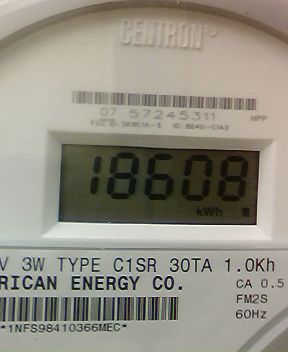 CENTRON®
07 57245311
HPP
18608
kWh
V 3W TYPE C1SR 30TA 1.0Kh
RICAN ENERGY CO.
CA 0.5
FM2S
60Hz
*1NFS98410366MEC*